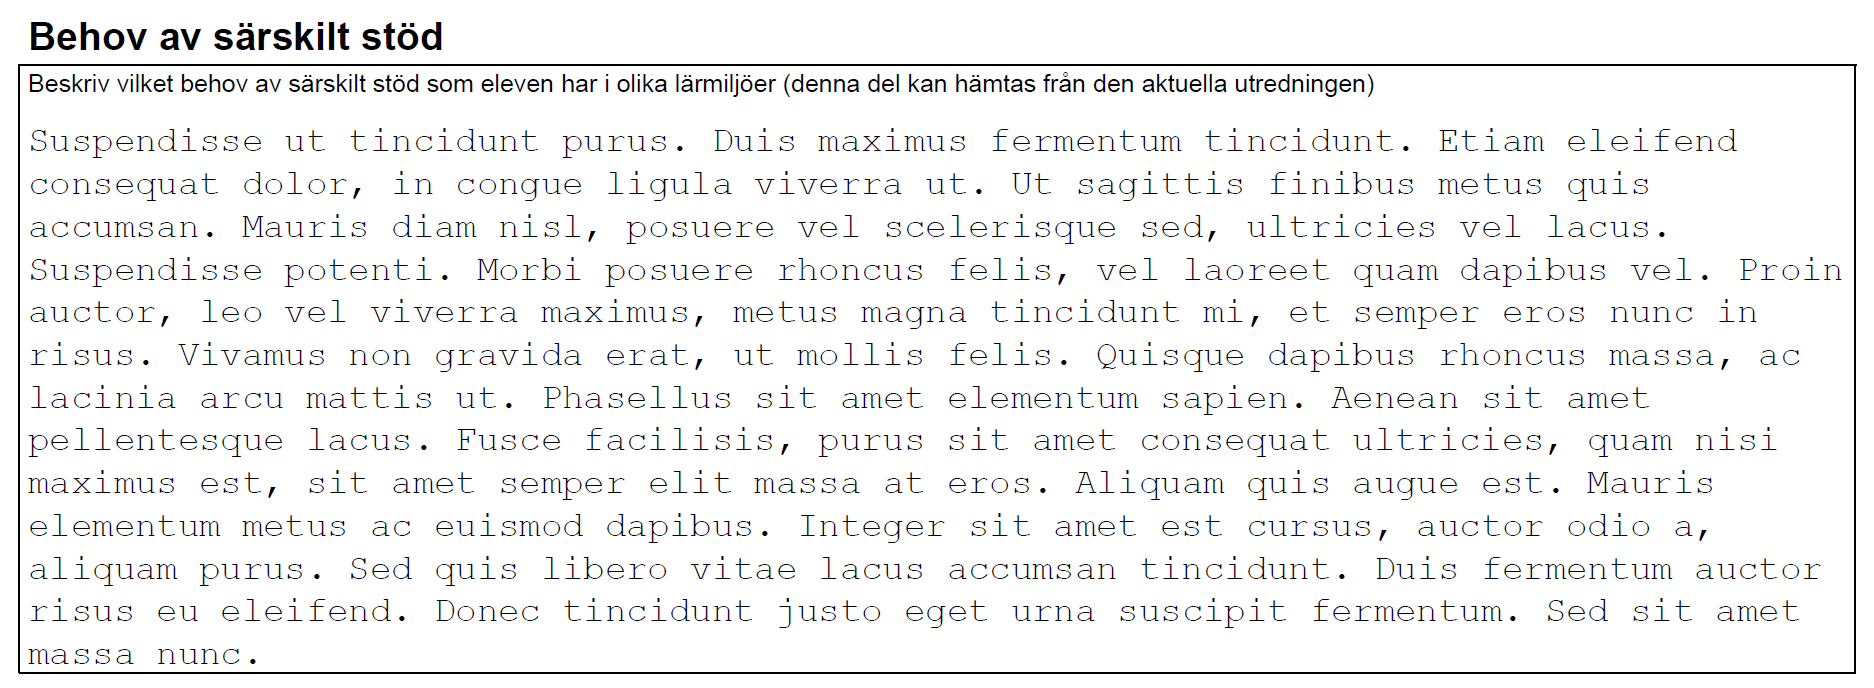 Behov av särskilt stöd
Beskriv vilket behov av särskilt stöd som eleven har i olika lärmiljöer (denna del kan hämtas från den aktuella utredningen)
Suspendisse ut tincidunt purus. Duis maximus fermentum tincidunt. Etiam eleifend
consequat dolor, in congue ligula viverra ut. Ut sagittis finibus metus quis
accumsan. Mauris diam nisl, posuere vel scelerisque sed, ultricies vel lacus.
Suspendisse potenti. Morbi posuere rhoncus felis, vel laoreet quam dapibus vel. Proin
auctor, leo vel viverra maximus, metus magna tincidunt mi, et semper eros nunc in
risus. Vivamus non gravida erat, ut mollis felis. Quisque dapibus rhoncus massa, ac
lacinia arcu mattis ut. Phasellus sit amet elementum sapien. Aenean sit amet
pellentesque lacus. Fusce facilisis, purus sit amet consequat ultricies, quam nisi
maximus est, sit amet semper elit massa at eros. Aliquam quis augue est. Mauris
elementum metus ac euismod dapibus. Integer sit amet est cursus, auctor odio a,
aliquam purus. Sed quis libero vitae lacus accumsan tincidunt. Duis fermentum auctor
risus eu eleifend. Donec tincidunt justo eget urna suscipit fermentum. Sed sit amet
massa nunc.